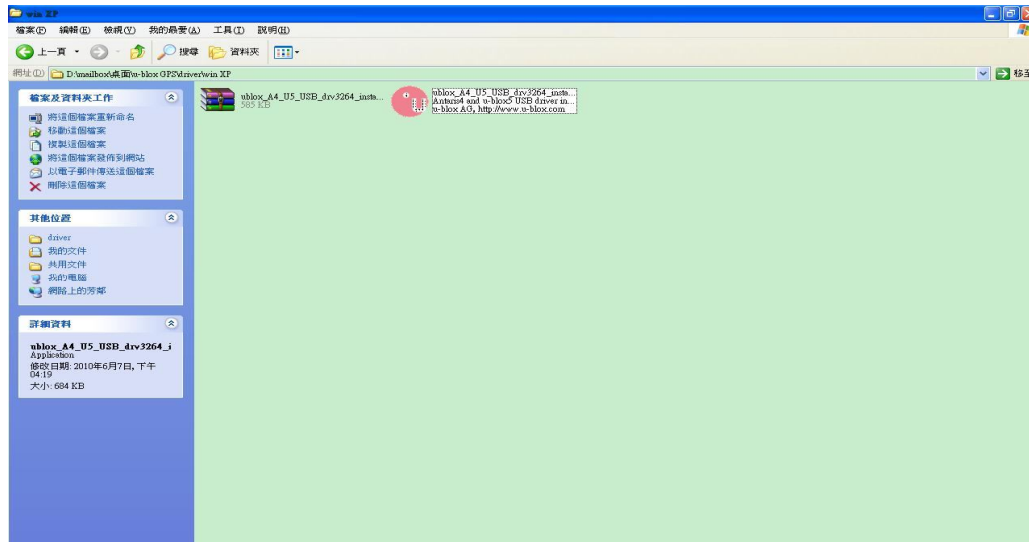 win XP
檔案(F) 編輯(E) 檢視(V) 我的最愛(A) 工具(T) 說明(H)
上一頁 搜尋 資料夾
網址(D) D:\mailbox\桌面\u-blox GPS\driver\win XP 移至
檔案及資料夾工作
將這個檔案重新命名
移動這個檔案
複製這個檔案
將這個檔案發佈到網站
以電子郵件傳送這個檔案
刪除這個檔案
其他位置
driver
我的文件
共用文件
我的電腦
網路上的芳鄰
詳細資料
ublox_A4_U5_USB_drv3264_i
Application
修改日期: 2010年6月7日, 下午
04:19
大小: 684 KB
ublox_A4_U5_USB_drv3264_insta...
585 KB
ublox_A4_U5_USB_drv3264_insta...
Antaris4 and u-blox5 USB driver in...
u-blox AG, http://www.u-blox.com